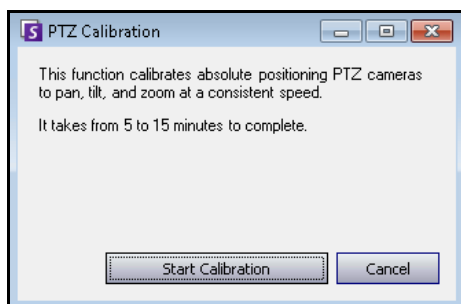 PTZ Calibration
This function calibrates absolute positioning PTZ cameras
to pan, tilt, and zoom at a consistent speed.
It takes from 5 to 15 minutes to complete.
Start Calibration Cancel